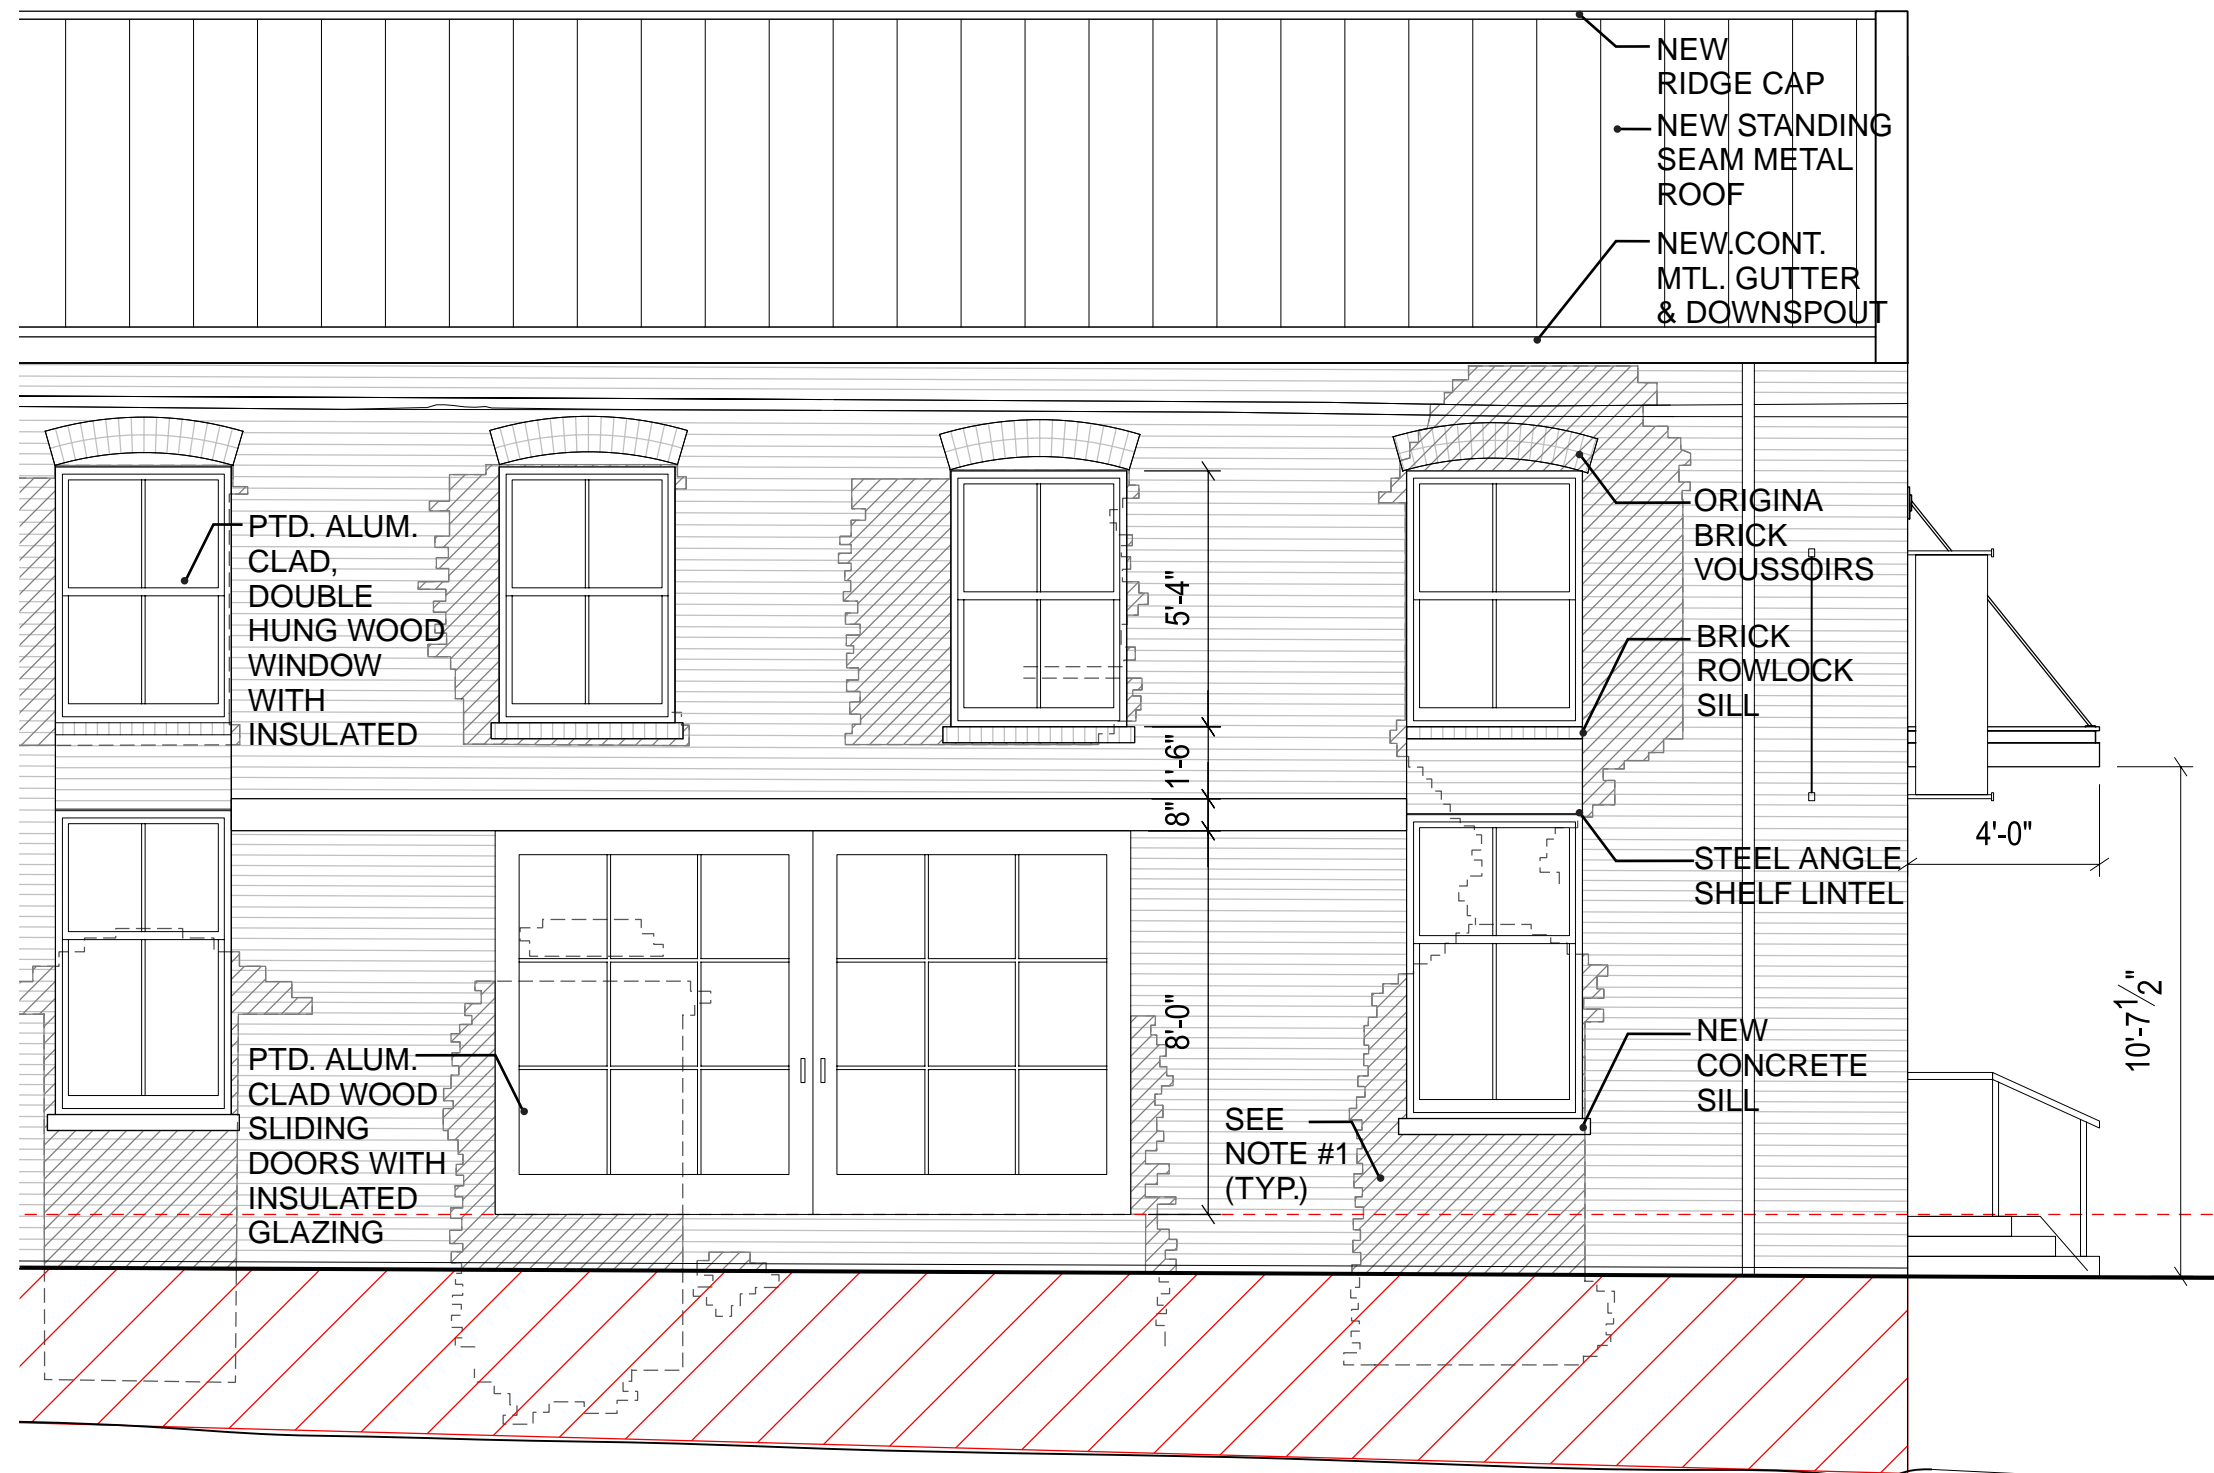 NEW
RIDGE CAP
NEW STANDING
SEAM METAL
ROOF
NEW.CONT.
MTL. GUTTER
& DOWNSPOUT
PTD. ALUM.
CLAD,
DOUBLE
HUNG WOOD
WINDOW
WITH
INSULATED
ORIGINA
BRICK
VOUSSOIRS
BRICK
ROWLOCK
SILL
5'-4"
1'-6"
8"
8'-0"
4'-0"
10'-7 1/2"
STEEL ANGLE
SHELF LINTEL
NEW
CONCRETE
SILL
PTD. ALUM.
CLAD WOOD
SLIDING
DOORS WITH
INSULATED
GLAZING
SEE
NOTE #1
(TYP.)